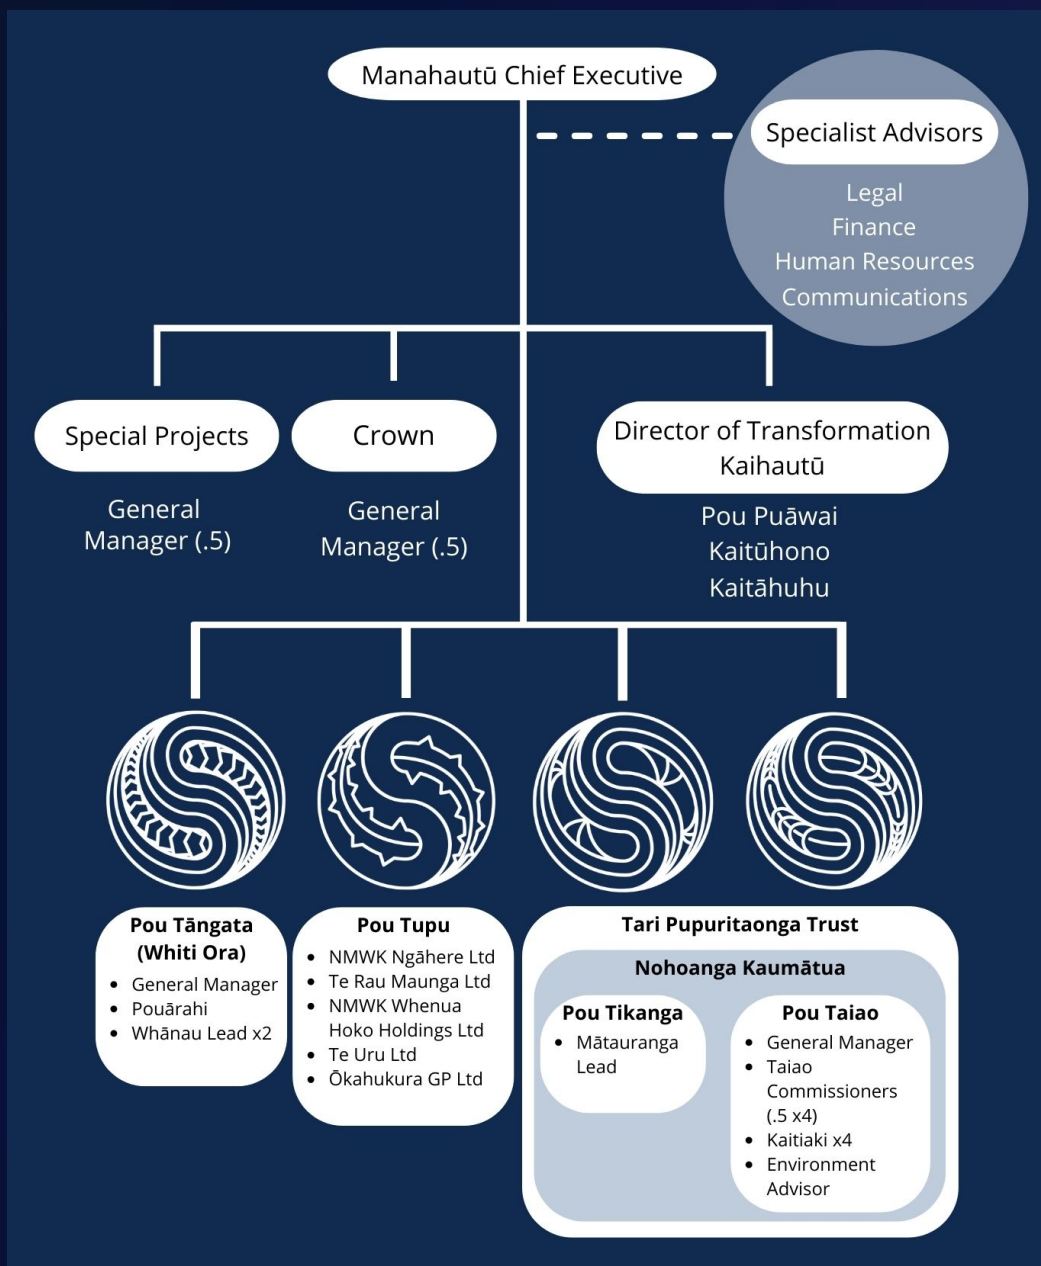 Manahautū Chief Executive
Specialist Advisors
Legal
Finance
Human Resources
Communications
Special Projects
General
Manager (.5)
Crown
General
Manager (.5)
Director of Transformation
Kaihautū
Pou Puāwai
Kaitūhono
Kaitāhuhu
Pou Tāngata
(Whiti Ora)
• General Manager
• Pouārahi
• Whānau Lead x2
Pou Tupu
• NMWK Ngāhere Ltd
• Te Rau Maunga Ltd
• NMWK Whenua
Hoko Holdings Ltd
• Te Uru Ltd
• Ōkahukura GP Ltd
Tari Pupuritaonga Trust
Nohoanga Kaumātua
Pou Tikanga
• Mātauranga
Lead
Pou Taiao
• General Manager
• Taiao
Commissioners
(.5 x4)
• Kaitiaki x4
• Environment
Advisor